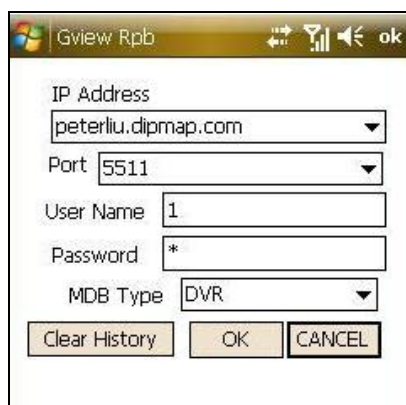 Gview Rpb ok
IP Address
peterliu.dipmap.com
Port 5511
User Name 1
Password *
MDB Type DVR
Clear History OK CANCEL